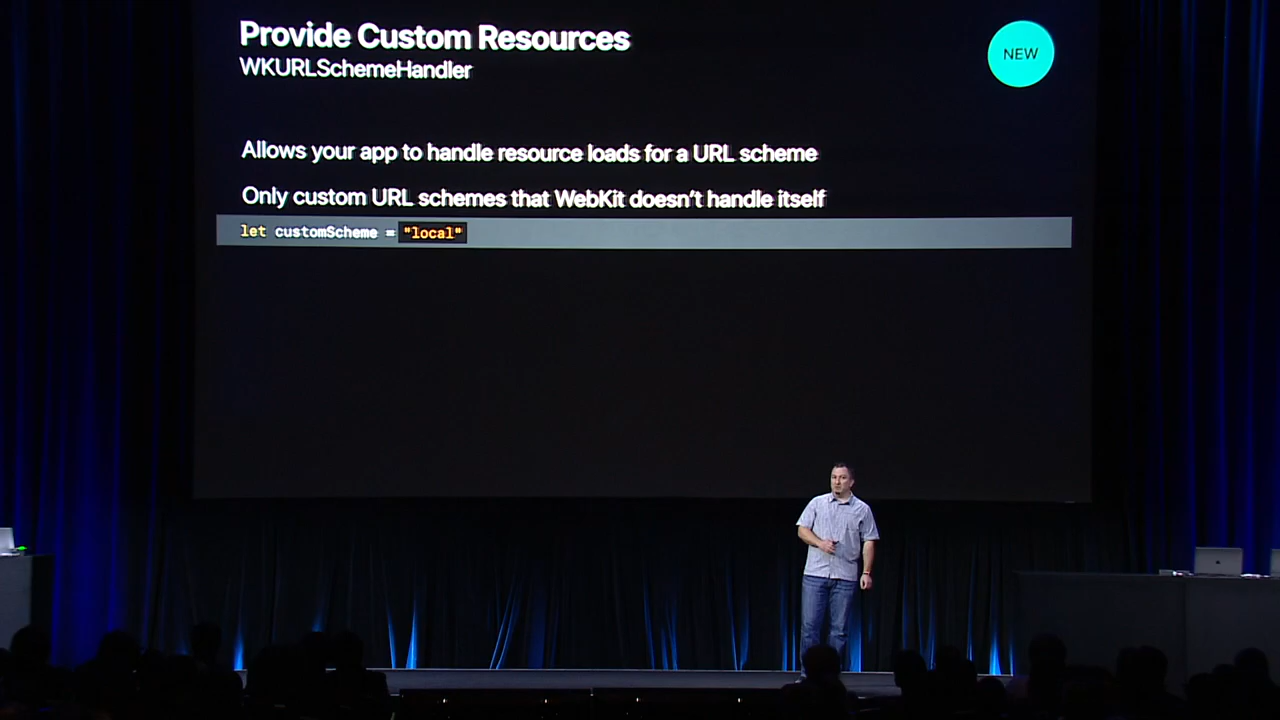 Provide Custom Resources
WKURLSchemeHandler
NEW
Allows your app to handle resource loads for a URL scheme
Only custom URL schemes that WebKit doesn't handle itself
let customScheme = "local"